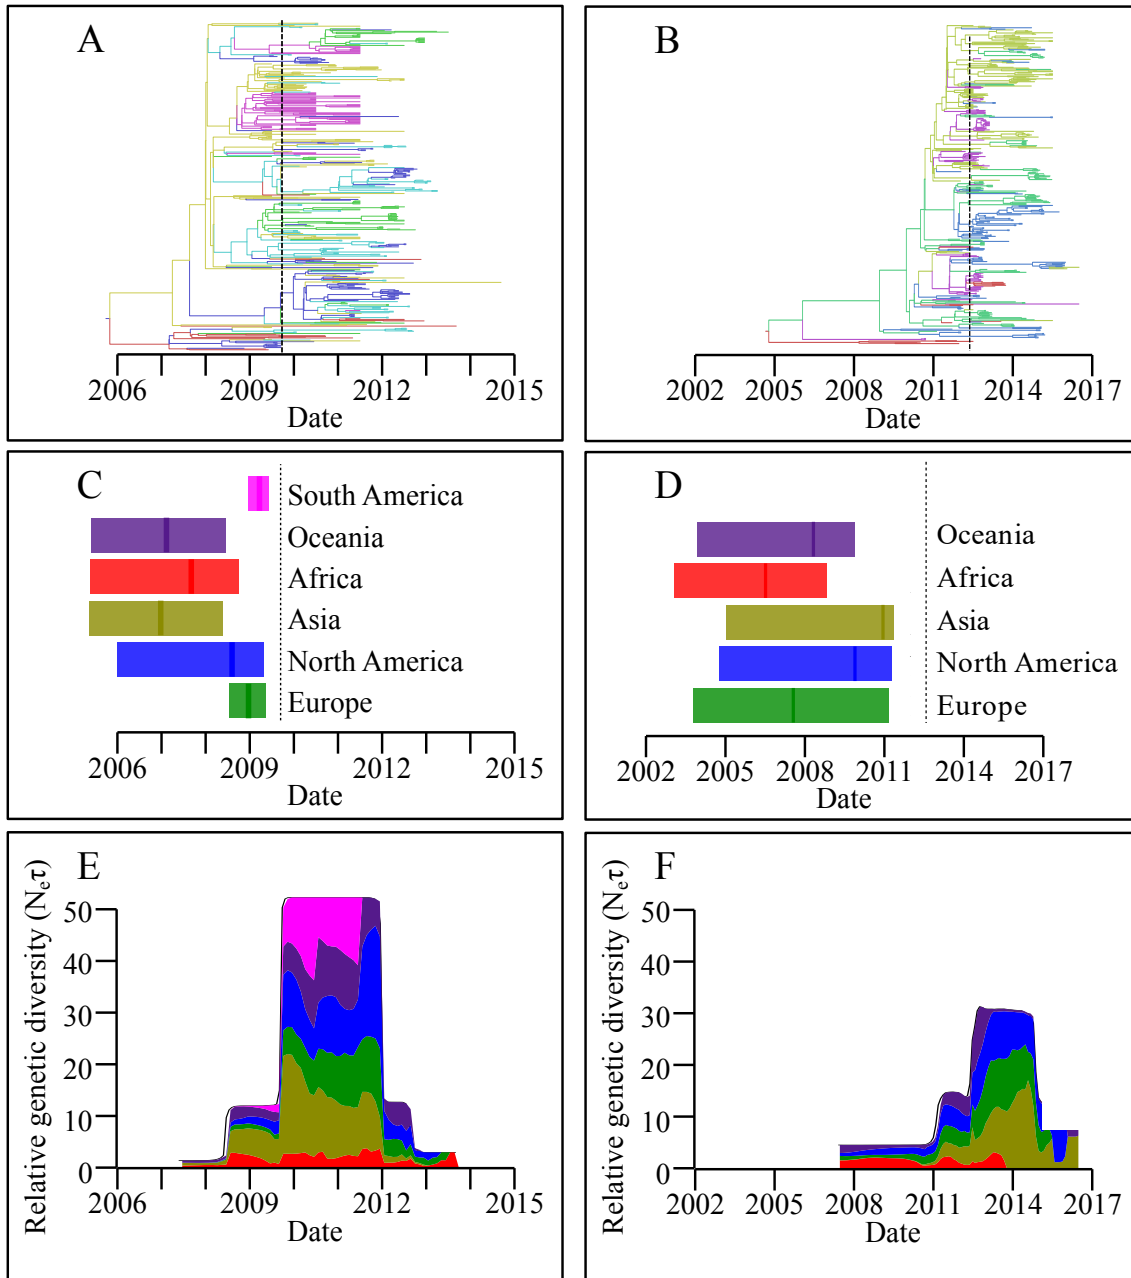 A
2006 2009 2012 2015
Date
B
2002 2005 2008 2011 2014 2017
Date
C
South America
Oceania
Africa
Asia
North America
Europe
2006 2009 2012 2015
Date
D
Oceania
Africa
Asia
North America
Europe
2002 2005 2008 2011 2014 2017
Date
E
Relative genetic diversity (Nₑτ)
50
40
30
20
10
0
2006 2009 2012 2015
Date
F
Relative genetic diversity (Nₑτ)
50
40
30
20
10
0
2002 2005 2008 2011 2014 2017
Date